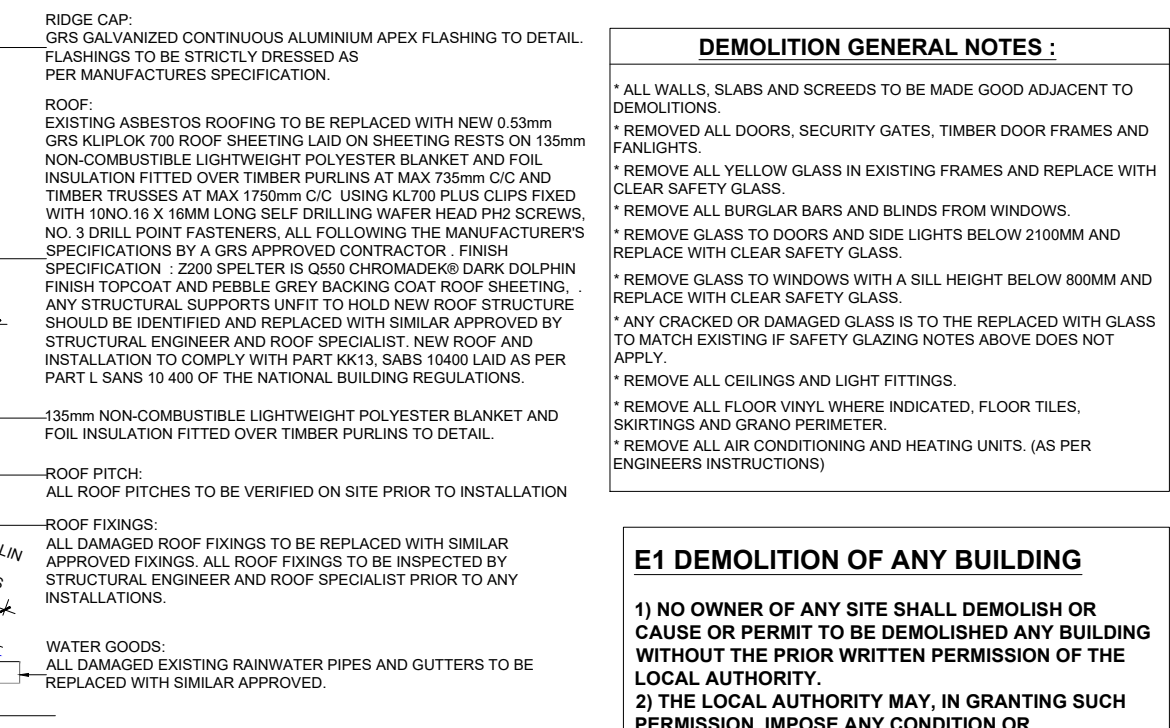 RIDGE CAP:
GRS GALVANIZED CONTINUOUS ALUMINIUM APEX FLASHING TO DETAIL.
FLASHINGS TO BE STRICTLY DRESSED AS
PER MANUFACTURES SPECIFICATION.
ROOF:
EXISTING ASBESTOS ROOFING TO BE REPLACED WITH NEW 0.53mm
GRS KLIPLOK 700 ROOF SHEETING LAID ON SHEETING RESTS ON 135mm
NON-COMBUSTIBLE LIGHTWEIGHT POLYESTER BLANKET AND FOIL
INSULATION FITTED OVER TIMBER PURLINS AT MAX 735mm C/C AND
TIMBER TRUSSES AT MAX 1750mm C/C USING KL700 PLUS CLIPS FIXED
WITH 10NO.16 X 16MM LONG SELF DRILLING WAFER HEAD PH2 SCREWS,
NO. 3 DRILL POINT FASTENERS, ALL FOLLOWING THE MANUFACTURER'S
SPECIFICATIONS BY A GRS APPROVED CONTRACTOR . FINISH
SPECIFICATION : Z200 SPELTER IS Q550 CHROMADEK® DARK DOLPHIN
FINISH TOPCOAT AND PEBBLE GREY BACKING COAT ROOF SHEETING, .
ANY STRUCTURAL SUPPORTS UNFIT TO HOLD NEW ROOF STRUCTURE
SHOULD BE IDENTIFIED AND REPLACED WITH SIMILAR APPROVED BY
STRUCTURAL ENGINEER AND ROOF SPECIALIST. NEW ROOF AND
INSTALLATION TO COMPLY WITH PART KK13, SABS 10400 LAID AS PER
PART L SANS 10 400 OF THE NATIONAL BUILDING REGULATIONS.
135mm NON-COMBUSTIBLE LIGHTWEIGHT POLYESTER BLANKET AND
FOIL INSULATION FITTED OVER TIMBER PURLINS TO DETAIL.
ROOF PITCH:
ALL ROOF PITCHES TO BE VERIFIED ON SITE PRIOR TO INSTALLATION
ROOF FIXINGS:
ALL DAMAGED ROOF FIXINGS TO BE REPLACED WITH SIMILAR
APPROVED FIXINGS. ALL ROOF FIXINGS TO BE INSPECTED BY
STRUCTURAL ENGINEER AND ROOF SPECIALIST PRIOR TO ANY
INSTALLATIONS.
WATER GOODS:
ALL DAMAGED EXISTING RAINWATER PIPES AND GUTTERS TO BE
REPLACED WITH SIMILAR APPROVED.
DEMOLITION GENERAL NOTES :
* ALL WALLS, SLABS AND SCREEDS TO BE MADE GOOD ADJACENT TO
DEMOLITIONS.
* REMOVED ALL DOORS, SECURITY GATES, TIMBER DOOR FRAMES AND
FANLIGHTS.
* REMOVE ALL YELLOW GLASS IN EXISTING FRAMES AND REPLACE WITH
CLEAR SAFETY GLASS.
* REMOVE ALL BURGLAR BARS AND BLINDS FROM WINDOWS.
* REMOVE GLASS TO DOORS AND SIDE LIGHTS BELOW 2100MM AND
REPLACE WITH CLEAR SAFETY GLASS.
* REMOVE GLASS TO WINDOWS WITH A SILL HEIGHT BELOW 800MM AND
REPLACE WITH CLEAR SAFETY GLASS.
* ANY CRACKED OR DAMAGED GLASS IS TO THE REPLACED WITH GLASS
TO MATCH EXISTING IF SAFETY GLAZING NOTES ABOVE DOES NOT
APPLY.
* REMOVE ALL CEILINGS AND LIGHT FITTINGS.
* REMOVE ALL FLOOR VINYL WHERE INDICATED, FLOOR TILES,
SKIRTINGS AND GRANO PERIMETER.
* REMOVE ALL AIR CONDITIONING AND HEATING UNITS. (AS PER
ENGINEERS INSTRUCTIONS)
E1 DEMOLITION OF ANY BUILDING
1) NO OWNER OF ANY SITE SHALL DEMOLISH OR
CAUSE OR PERMIT TO BE DEMOLISHED ANY BUILDING
WITHOUT THE PRIOR WRITTEN PERMISSION OF THE
LOCAL AUTHORITY.
2) THE LOCAL AUTHORITY MAY, IN GRANTING SUCH
PERMISSION, IMPOSE ANY CONDITION OR